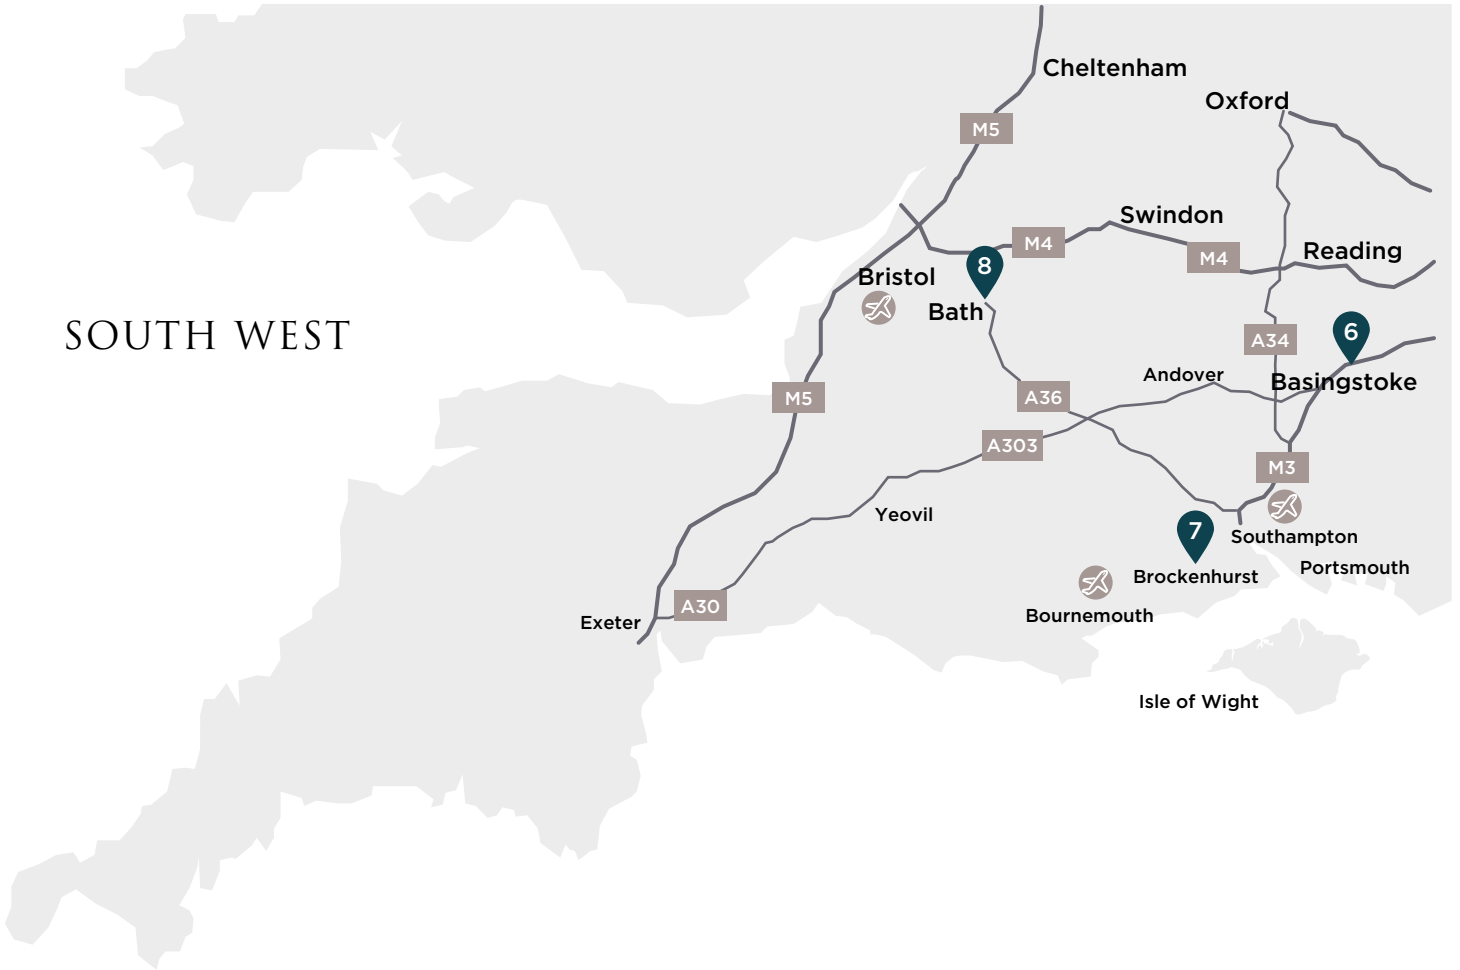 Cheltenham
Oxford
M5
Swindon
M4
M4
Reading
8
Bristol
Bath
SOUTH WEST
6
A34
Andover
Basingstoke
M5
A36
A303
M3
Yeovil
7
Southampton
Portsmouth
Brockenhurst
A30
Bournemouth
Exeter
Isle of Wight